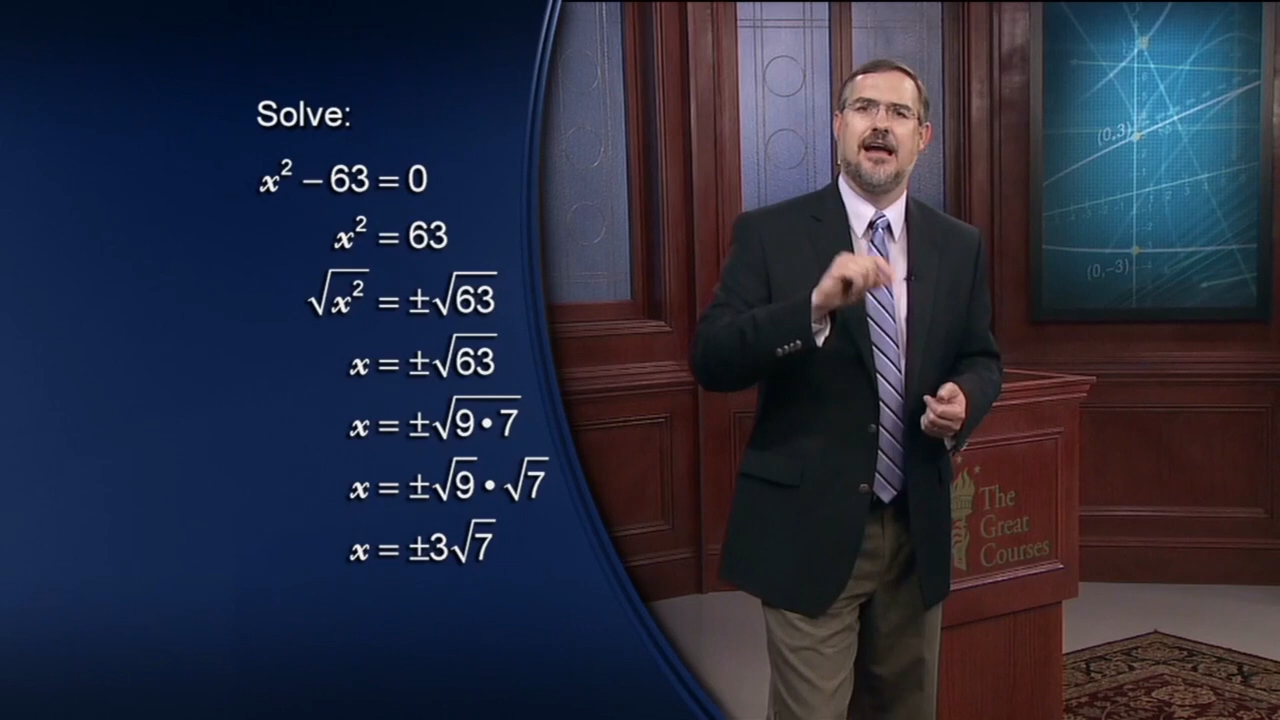 Solve:
x² − 63 = 0
x² = 63
√x² = ±√63
x = ±√63
x = ±√9•7
x = ±√9 • √7
x = ±3√7
(0,3)
(0,−3)
The
Great
Courses